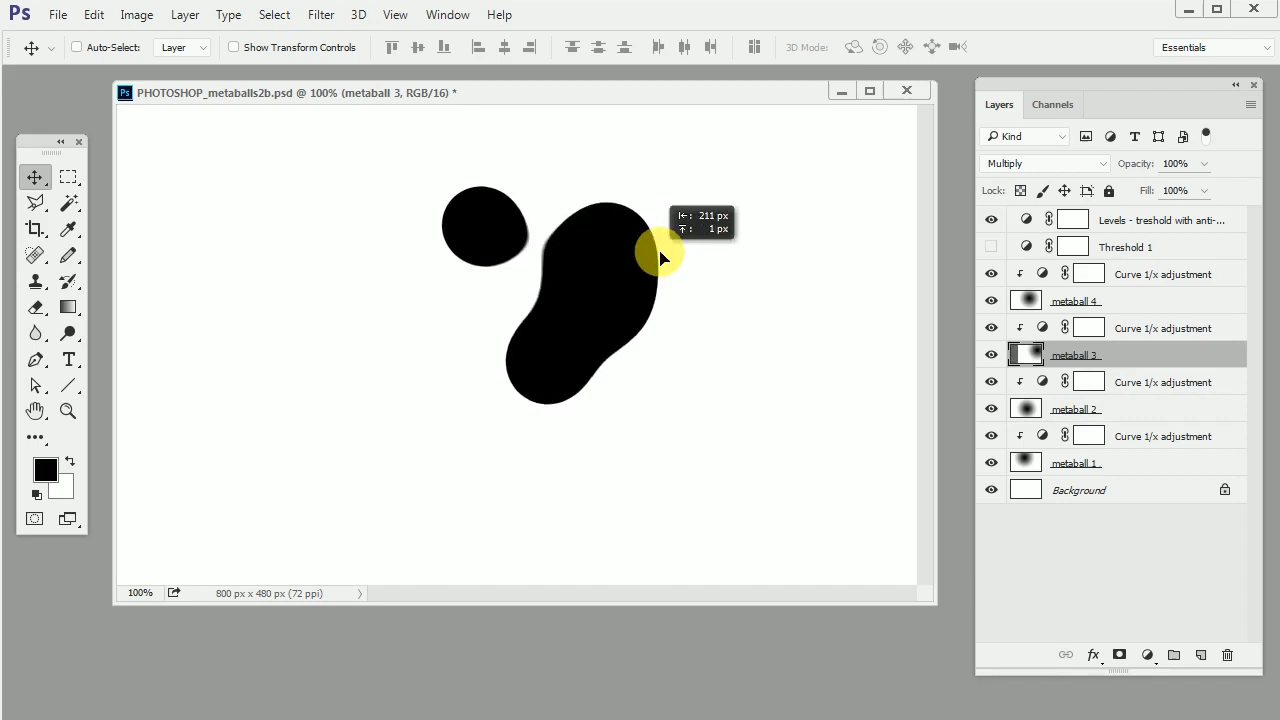 Ps File Edit Image Layer Type Select Filter 3D View Window Help
Auto-Select: Layer Show Transform Controls 3D Mode: Essentials
Ps PHOTOSHOP_metaballs2b.psd @ 100% (metaball 3, RGB/16) *
Layers Channels
Kind T
Multiply Opacity: 100%
Lock: Fill: 100%
211 px
1 px
Levels - treshold with anti-...
Threshold 1
Curve 1/x adjustment
metaball 4
Curve 1/x adjustment
metaball 3
Curve 1/x adjustment
metaball 2
Curve 1/x adjustment
metaball 1
Background
T
100% 800 px x 480 px (72 ppi)
fx